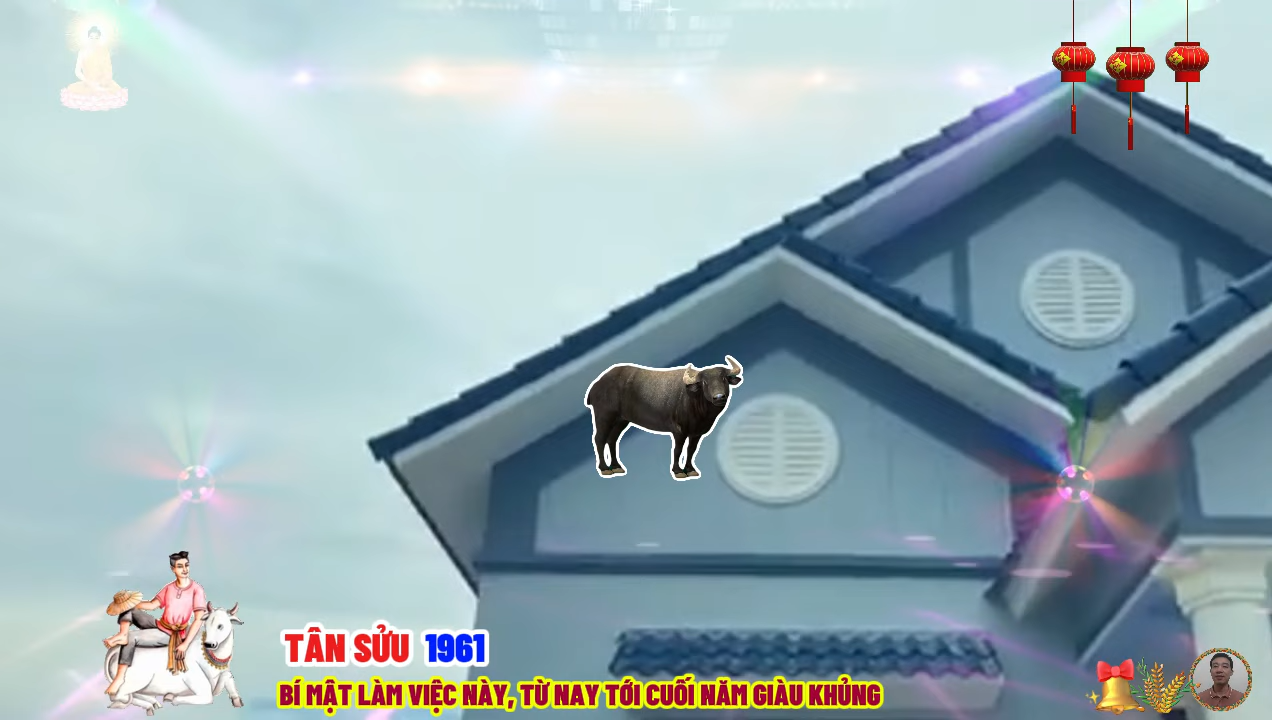 TÂN SỬU 1961
BÍ MẬT LÀM VIỆC NÀY, TỪ NAY TỚI CUỐI NĂM GIÀU KHỦNG